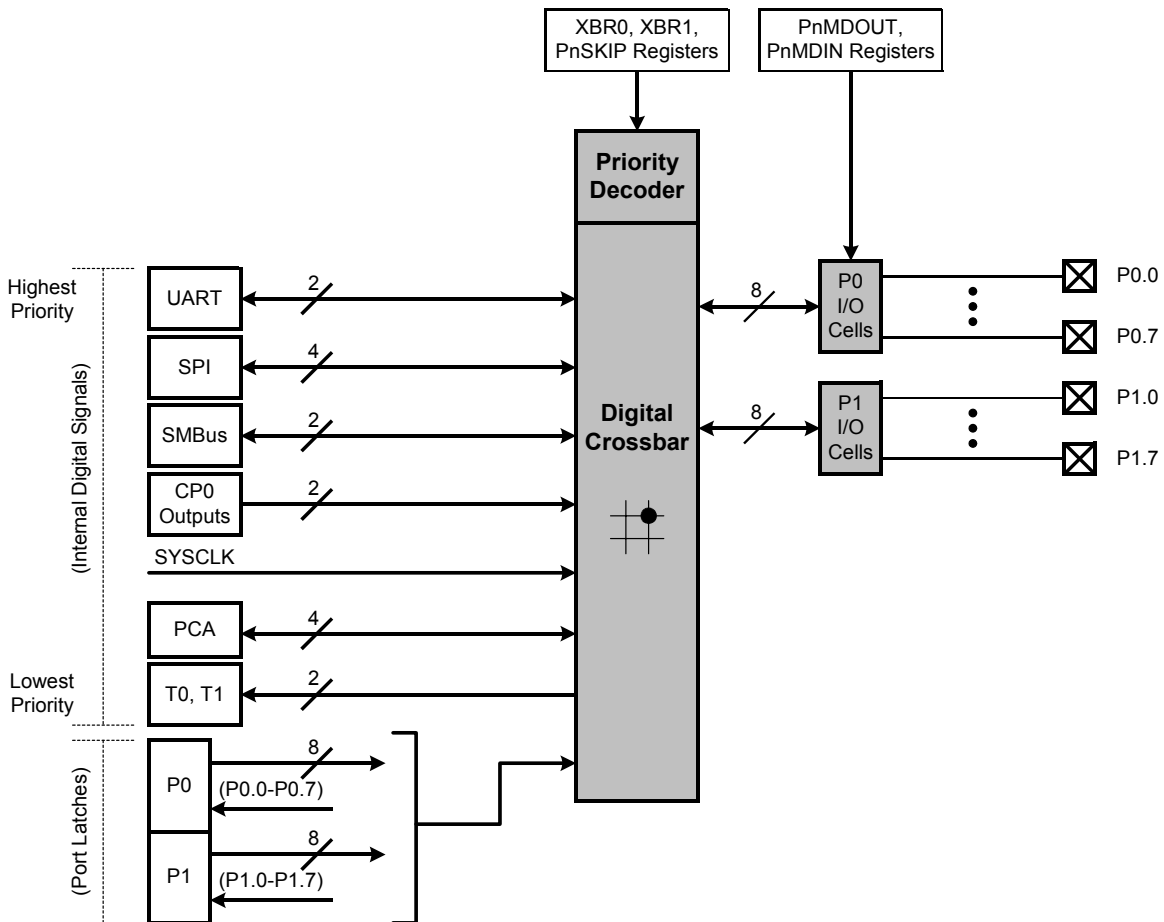 XBR0, XBR1,
PnSKIP Registers
PnMDOUT,
PnMDIN Registers
Priority
Decoder
Highest
Priority
(Internal Digital Signals)
UART
2
SPI
4
SMBus
2
CP0
Outputs
2
SYSCLK
PCA
4
Lowest
Priority
T0, T1
2
Digital
Crossbar
8
P0
I/O
Cells
P0.0
P0.7
8
P1
I/O
Cells
P1.0
P1.7
(Port Latches)
P0
8
(P0.0-P0.7)
P1
8
(P1.0-P1.7)